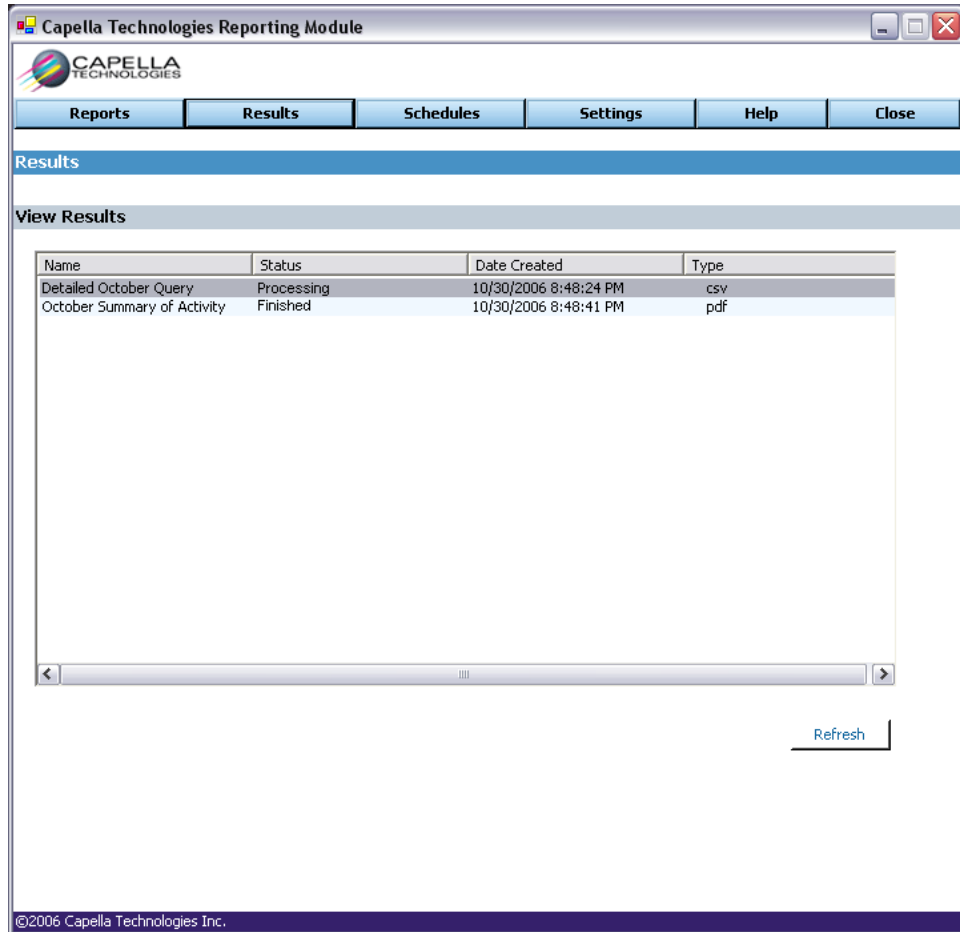 Capella Technologies Reporting Module
CAPELLA
TECHNOLOGIES
Reports Results Schedules Settings Help Close
Results
View Results
Name Status Date Created Type
Detailed October Query Processing 10/30/2006 8:48:24 PM csv
October Summary of Activity Finished 10/30/2006 8:48:41 PM pdf
Refresh
©2006 Capella Technologies Inc.